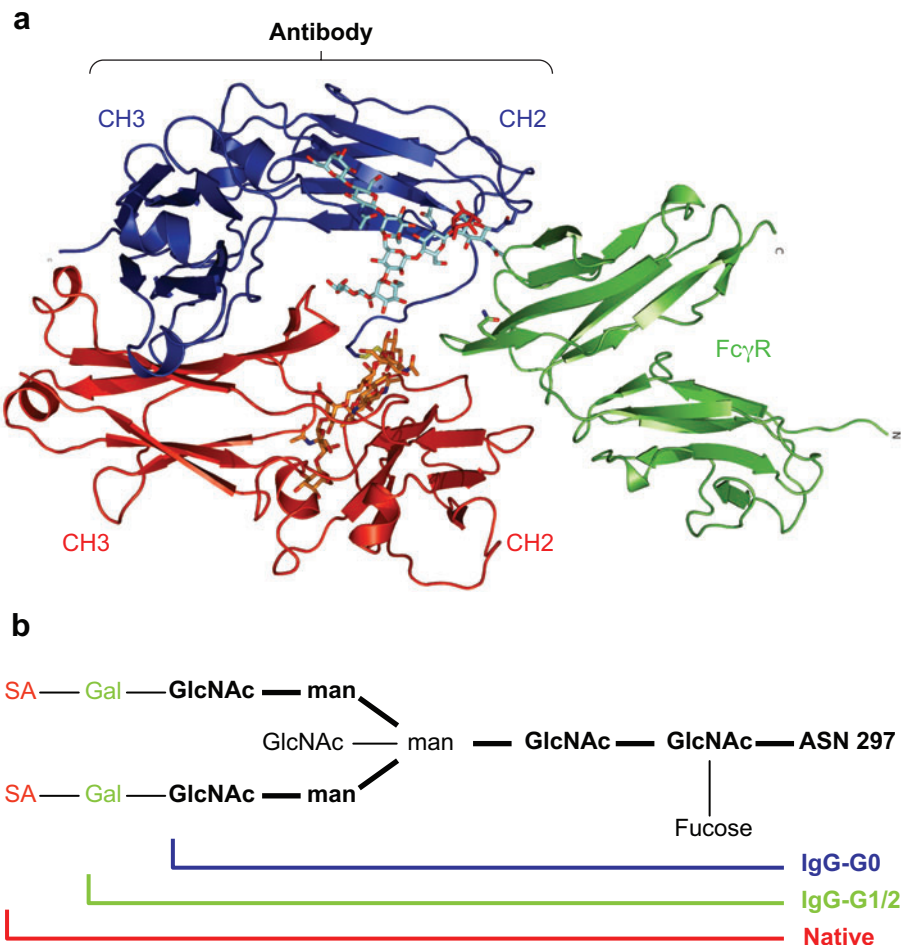 a
Antibody
CH3
CH2
C
FcγR
N
CH3
CH2
b
SA Gal GlcNAc man
GlcNAc man GlcNAc GlcNAc ASN 297
SA Gal GlcNAc man
Fucose
IgG-G0
IgG-G1/2
Native